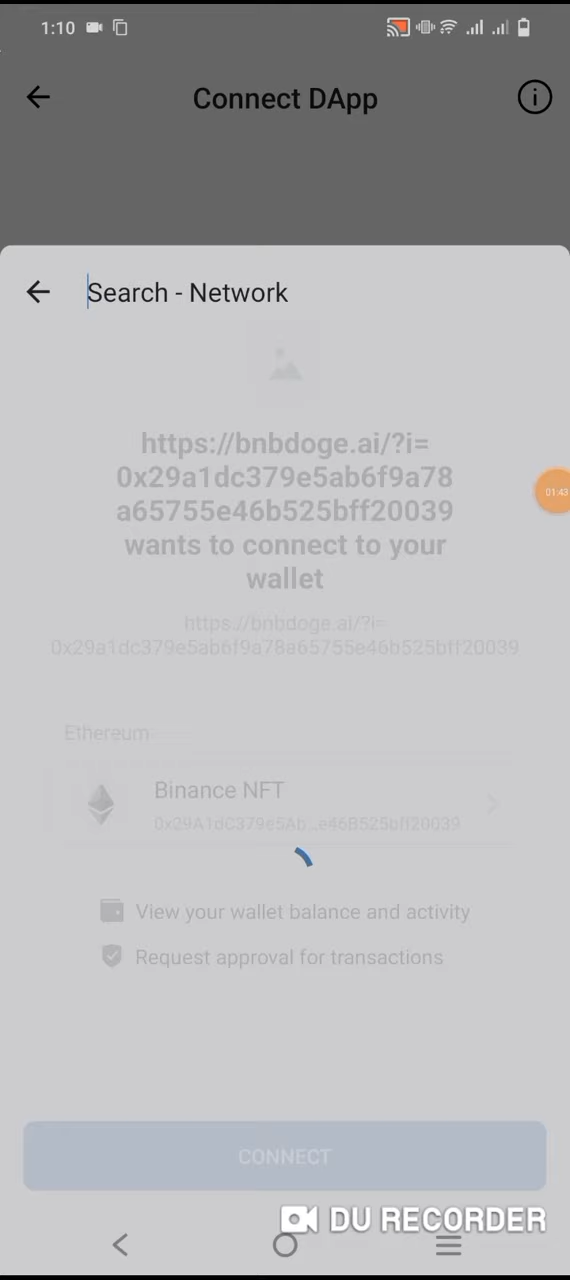 1:10
Connect DApp
Search - Network
https://bnbdoge.ai/?i=
0x29a1dc379e5ab6f9a78
a65755e46b525bff20039
wants to connect to your
wallet
https://bnbdoge.ai/?i=
0x29a1dc379e5ab6f9a78a65755e46b525bff20039
01:43
Ethereum
Binance NFT
0x29A1dC379e5Ab...e46B525bff20039
View your wallet balance and activity
Request approval for transactions
CONNECT
DU RECORDER